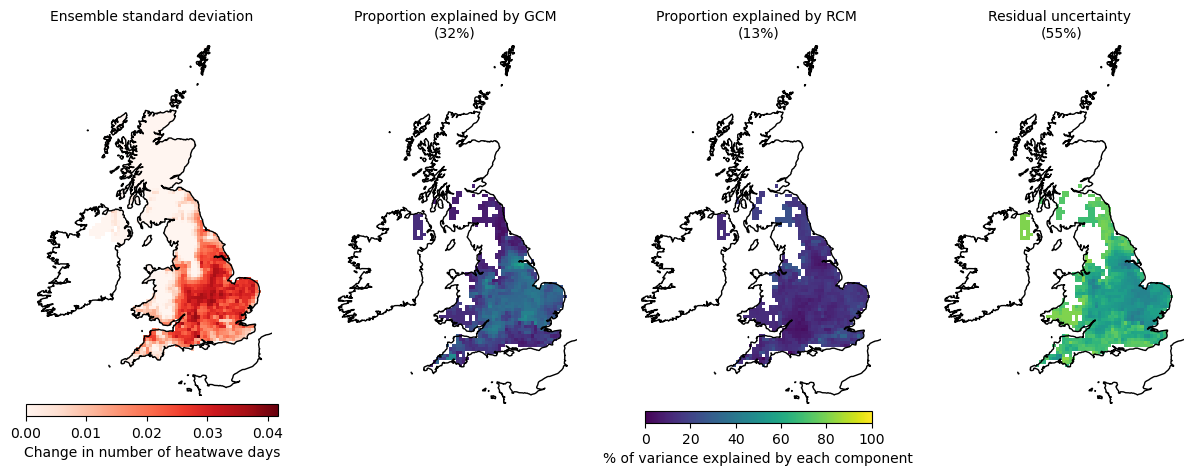 Ensemble standard deviation
Proportion explained by GCM
(32%)
Proportion explained by RCM
(13%)
Residual uncertainty
(55%)
0.00 0.01 0.02 0.03 0.04
Change in number of heatwave days
0 20 40 60 80 100
% of variance explained by each component